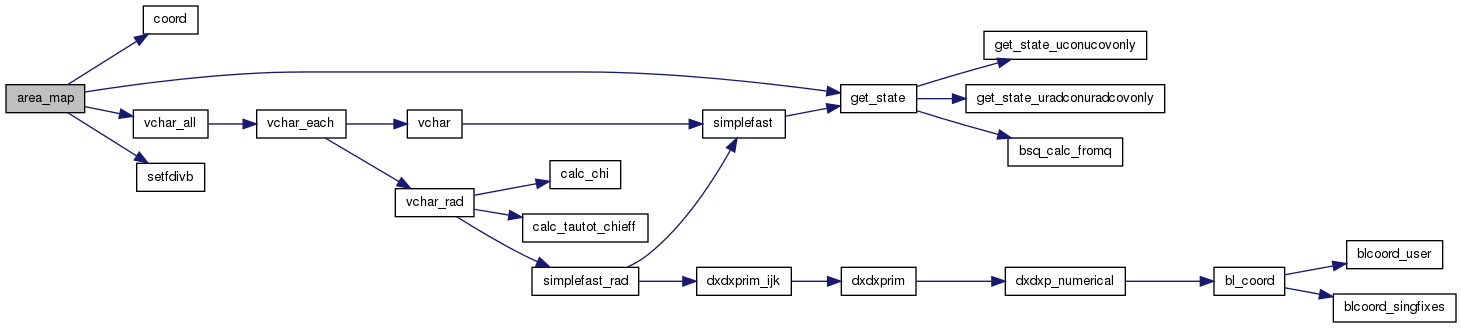 coord
get_state_uconucovonly
area_map
get_state
get_state_uradconuradcovonly
vchar_all
vchar_each
vchar
simplefast
bsq_calc_fromq
setfdivb
calc_chi
vchar_rad
calc_tautot_chieff
blcoord_user
simplefast_rad
dxdxprim_ijk
dxdxprim
dxdxp_numerical
bl_coord
blcoord_singfixes